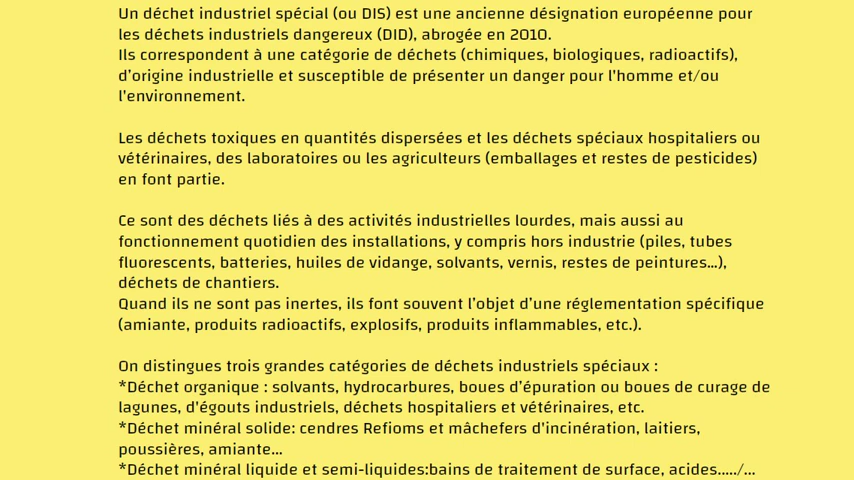 Un déchet industriel spécial (ou DIS) est une ancienne désignation européenne pour
les déchets industriels dangereux (DID), abrogée en 2010.
Ils correspondent à une catégorie de déchets (chimiques, biologiques, radioactifs),
d’origine industrielle et susceptible de présenter un danger pour l'homme et/ou
l'environnement.
Les déchets toxiques en quantités dispersées et les déchets spéciaux hospitaliers ou
vétérinaires, des laboratoires ou les agriculteurs (emballages et restes de pesticides)
en font partie.
Ce sont des déchets liés à des activités industrielles lourdes, mais aussi au
fonctionnement quotidien des installations, y compris hors industrie (piles, tubes
fluorescents, batteries, huiles de vidange, solvants, vernis, restes de peintures...),
déchets de chantiers.
Quand ils ne sont pas inertes, ils font souvent l’objet d’une réglementation spécifique
(amiante, produits radioactifs, explosifs, produits inflammables, etc.).
On distingues trois grandes catégories de déchets industriels spéciaux :
*Déchet organique : solvants, hydrocarbures, boues d’épuration ou boues de curage de
lagunes, d'égouts industriels, déchets hospitaliers et vétérinaires, etc.
*Déchet minéral solide: cendres Refioms et mâchefers d'incinération, laitiers,
poussières, amiante...
*Déchet minéral liquide et semi-liquides:bains de traitement de surface, acides...../...